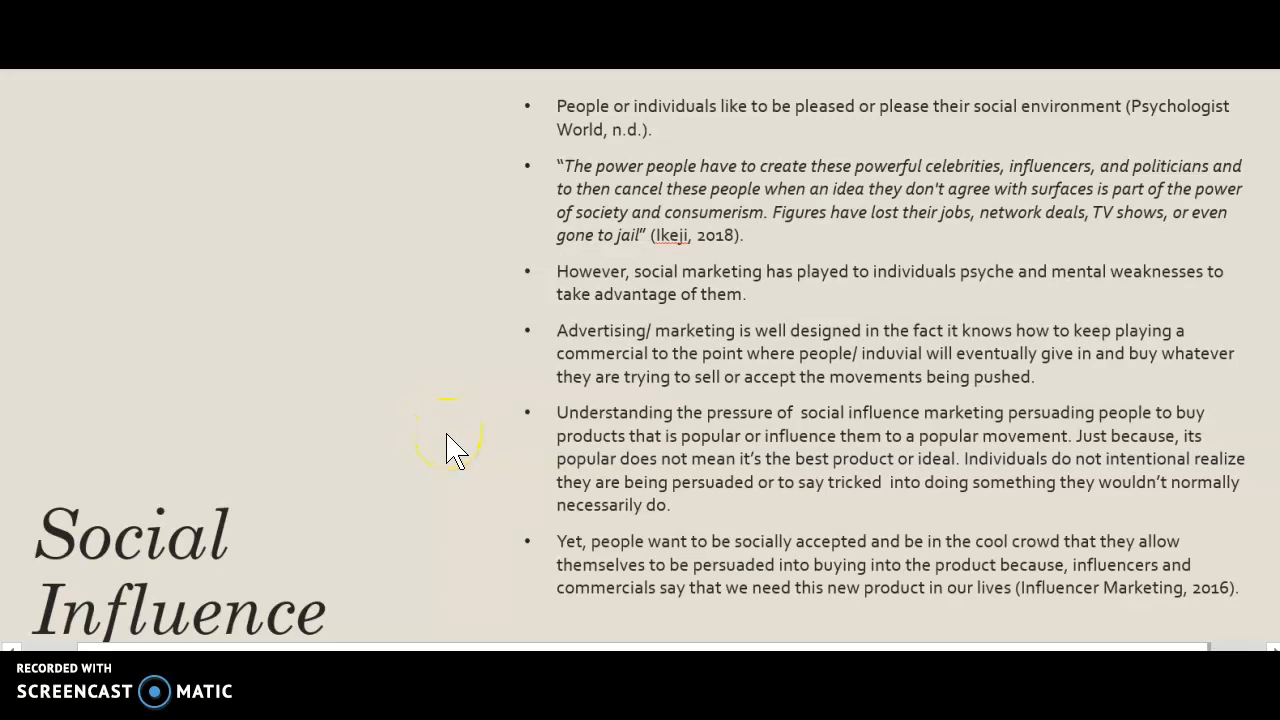 • People or individuals like to be pleased or please their social environment (Psychologist
World, n.d.).
• “The power people have to create these powerful celebrities, influencers, and politicians and
to then cancel these people when an idea they don't agree with surfaces is part of the power
of society and consumerism. Figures have lost their jobs, network deals, TV shows, or even
gone to jail” (Ikeji, 2018).
• However, social marketing has played to individuals psyche and mental weaknesses to
take advantage of them.
• Advertising/ marketing is well designed in the fact it knows how to keep playing a
commercial to the point where people/ induvial will eventually give in and buy whatever
they are trying to sell or accept the movements being pushed.
• Understanding the pressure of  social influence marketing persuading people to buy
products that is popular or influence them to a popular movement. Just because, its
popular does not mean it’s the best product or ideal. Individuals do not intentional realize
they are being persuaded or to say tricked  into doing something they wouldn’t normally
necessarily do.
• Yet, people want to be socially accepted and be in the cool crowd that they allow
themselves to be persuaded into buying into the product because, influencers and
commercials say that we need this new product in our lives (Influencer Marketing, 2016).
Social
Influence
RECORDED WITH
SCREENCAST MATIC